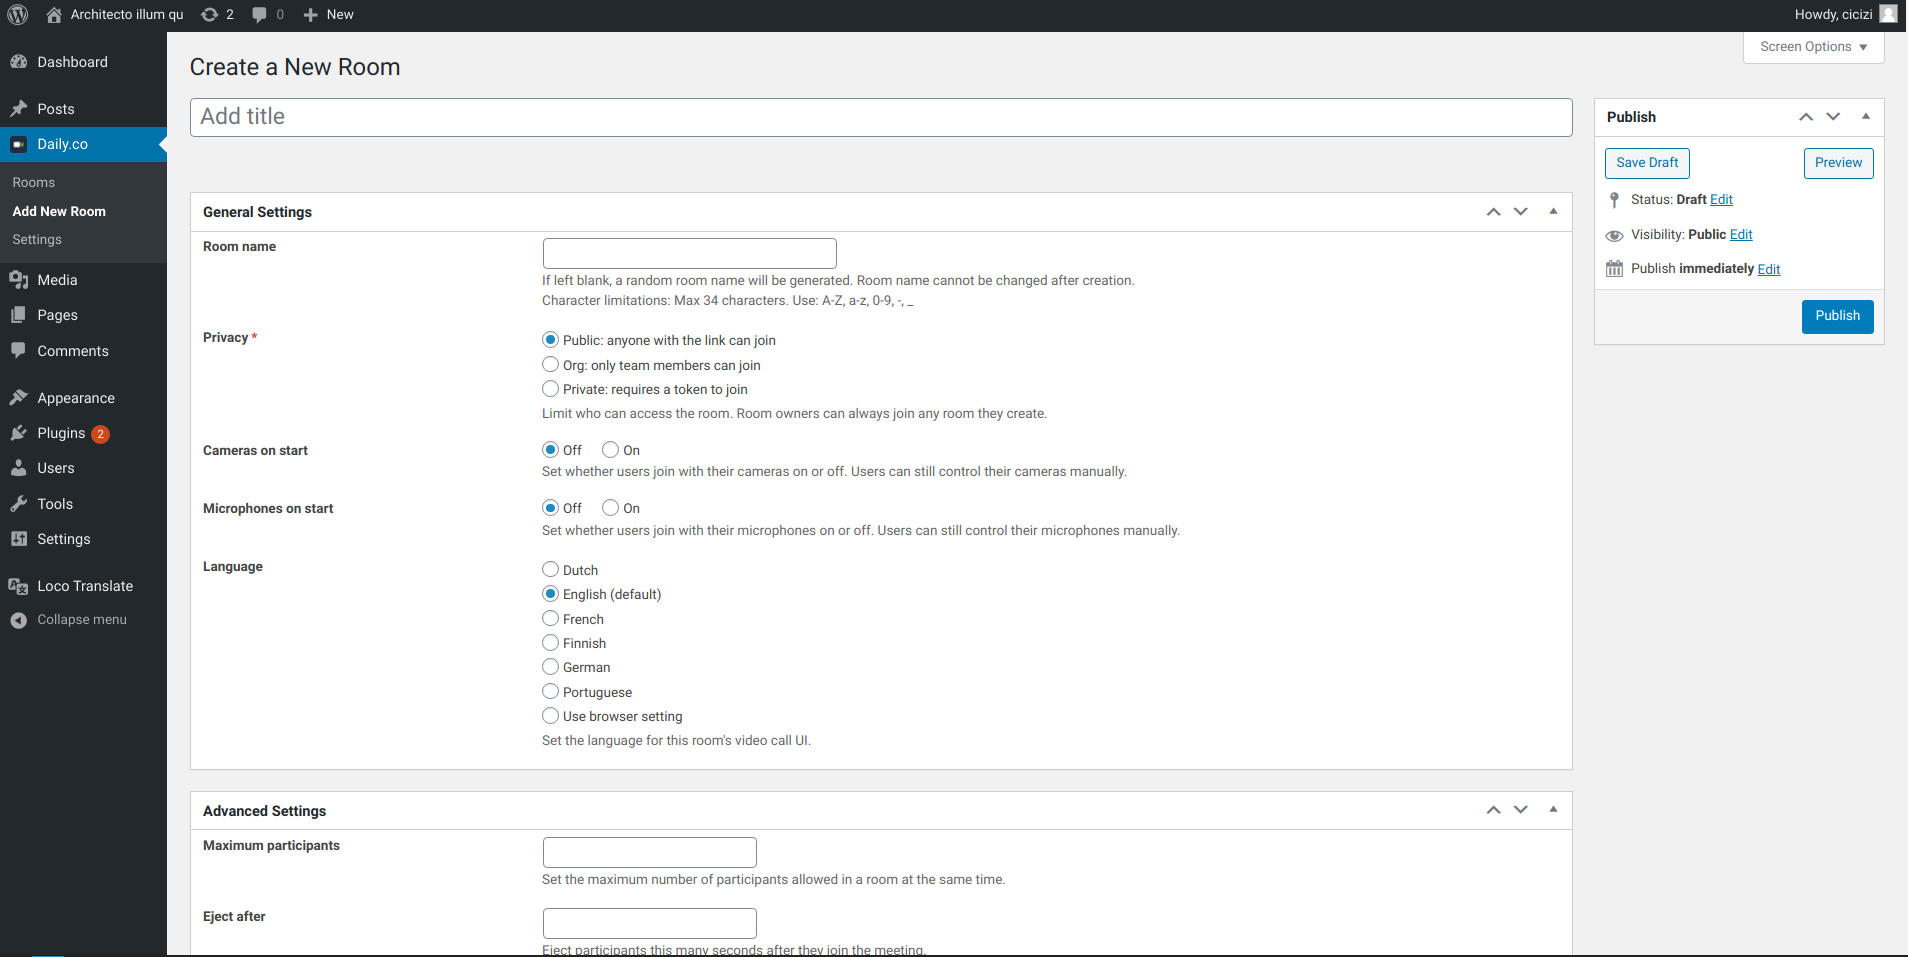 Architecto illum qu
2
0
New
Howdy, cicizi
Screen Options
Dashboard
Posts
Daily.co
Rooms
Add New Room
Settings
Media
Pages
Comments
Appearance
Plugins 2
Users
Tools
Settings
Loco Translate
Collapse menu
Create a New Room
Add title
General Settings
Room name
If left blank, a random room name will be generated. Room name cannot be changed after creation.
Character limitations: Max 34 characters. Use: A-Z, a-z, 0-9, -, _
Privacy *
Public: anyone with the link can join
Org: only team members can join
Private: requires a token to join
Limit who can access the room. Room owners can always join any room they create.
Cameras on start
Off On
Set whether users join with their cameras on or off. Users can still control their cameras manually.
Microphones on start
Off On
Set whether users join with their microphones on or off. Users can still control their microphones manually.
Language
Dutch
English (default)
French
Finnish
German
Portuguese
Use browser setting
Set the language for this room's video call UI.
Advanced Settings
Maximum participants
Set the maximum number of participants allowed in a room at the same time.
Eject after
Eject participants this many seconds after they join the meeting.
Publish
Save Draft
Preview
Status: Draft Edit
Visibility: Public Edit
Publish immediately Edit
Publish